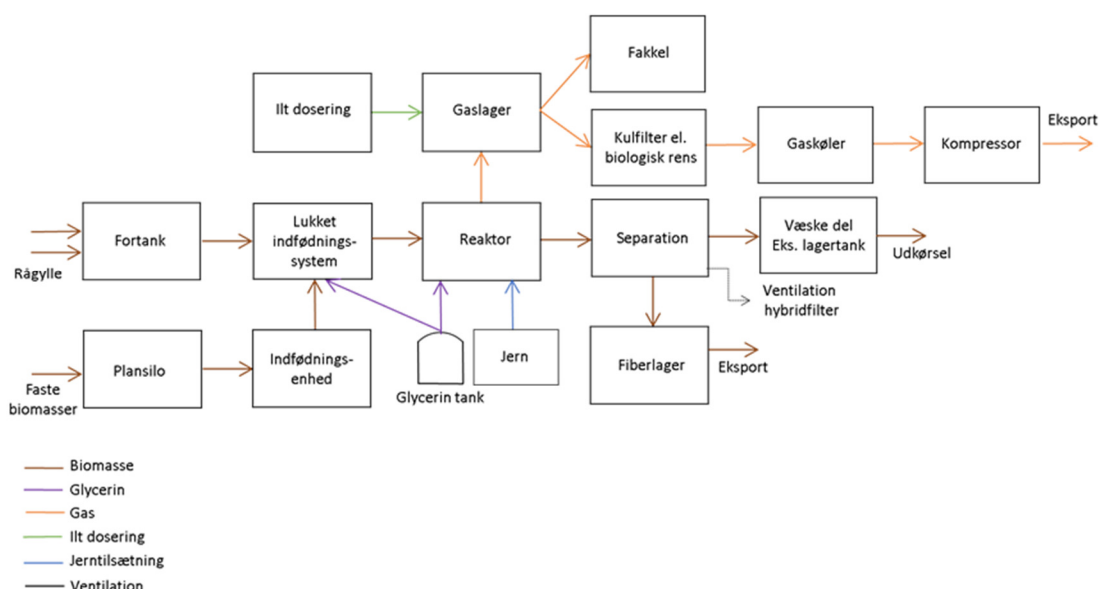 Fakkel
Ilt dosering
Gaslager
Kulfilter el.
biologisk rens
Gaskøler
Kompressor
Eksport
Rågylle
Fortank
Lukket
indfødnings-
system
Reaktor
Separation
Væske del
Eks. lagertank
Udkørsel
Ventilation
hybridfilter
Faste
biomasser
Plansilo
Indfødnings-
enhed
Glycerin tank
Jern
Fiberlager
Eksport
Biomasse
Glycerin
Gas
Ilt dosering
Jerntilsætning
Ventilation